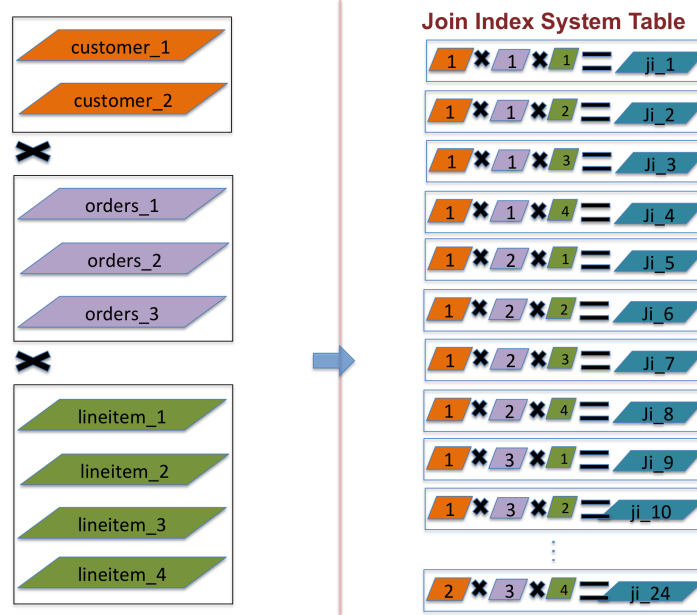 customer_1
customer_2
orders_1
orders_2
orders_3
lineitem_1
lineitem_2
lineitem_3
lineitem_4
Join Index System Table
1 × 1 × 1 = ji_1
1 × 1 × 2 = Ji_2
1 × 1 × 3 = Ji_3
1 × 1 × 4 = Ji_4
1 × 2 × 1 = Ji_5
1 × 2 × 2 = Ji_6
1 × 2 × 3 = Ji_7
1 × 2 × 4 = Ji_8
1 × 3 × 1 = Ji_9
1 × 3 × 2 = ji_10
⋮
2 × 3 × 4 = ji_24